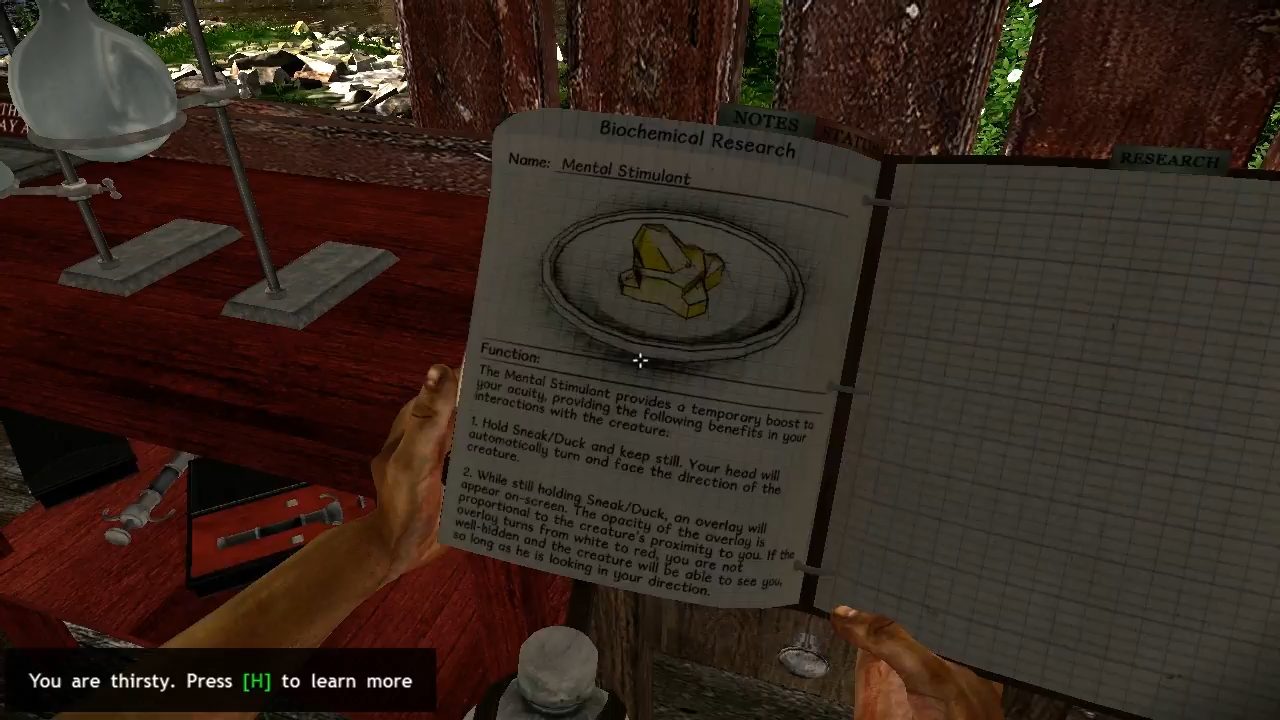 NOTES
STATU
Biochemical Research
RESEARCH
Name: Mental Stimulant
Function:
The Mental Stimulant provides a temporary boost to
your acuity, providing the following benefits in your
interactions with the creature:
1. Hold Sneak/Duck and keep still. Your head will
automatically turn and face the direction of the
creature.
2. While still holding Sneak/Duck, an overlay will
appear on-screen. The opacity of the overlay is
proportional to the creature's proximity to you. If the
overlay turns from white to red, you are not
well-hidden and the creature will be able to see you,
so long as he is looking in your direction.
You are thirsty. Press [H] to learn more